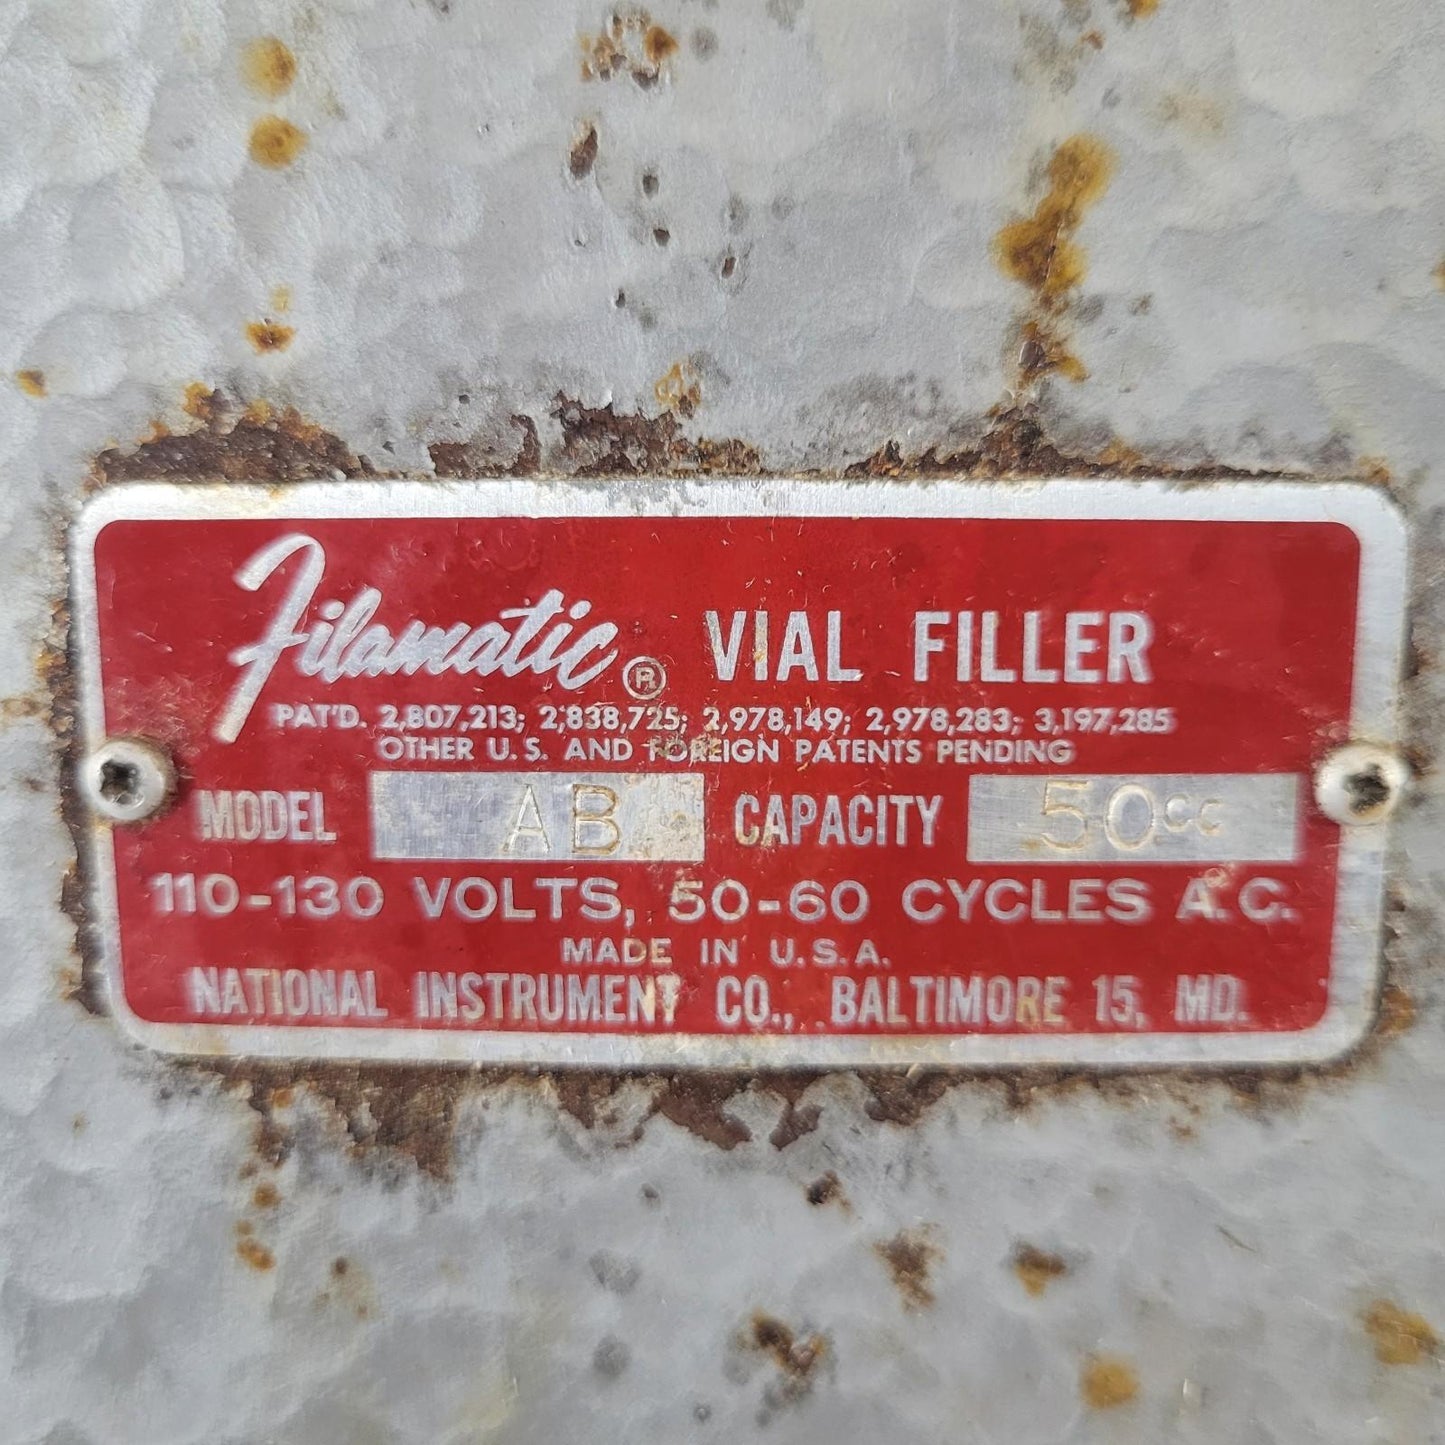 Filamatic ® VIAL FILLER
PAT'D. 2,807,213; 2,838,725; 2,978,149; 2,978,283; 3,197,285
OTHER U.S. AND FOREIGN PATENTS PENDING
MODEL AB CAPACITY 50cc
110-130 VOLTS, 50-60 CYCLES A.C.
MADE IN U.S.A.
NATIONAL INSTRUMENT CO., BALTIMORE 15, MD.